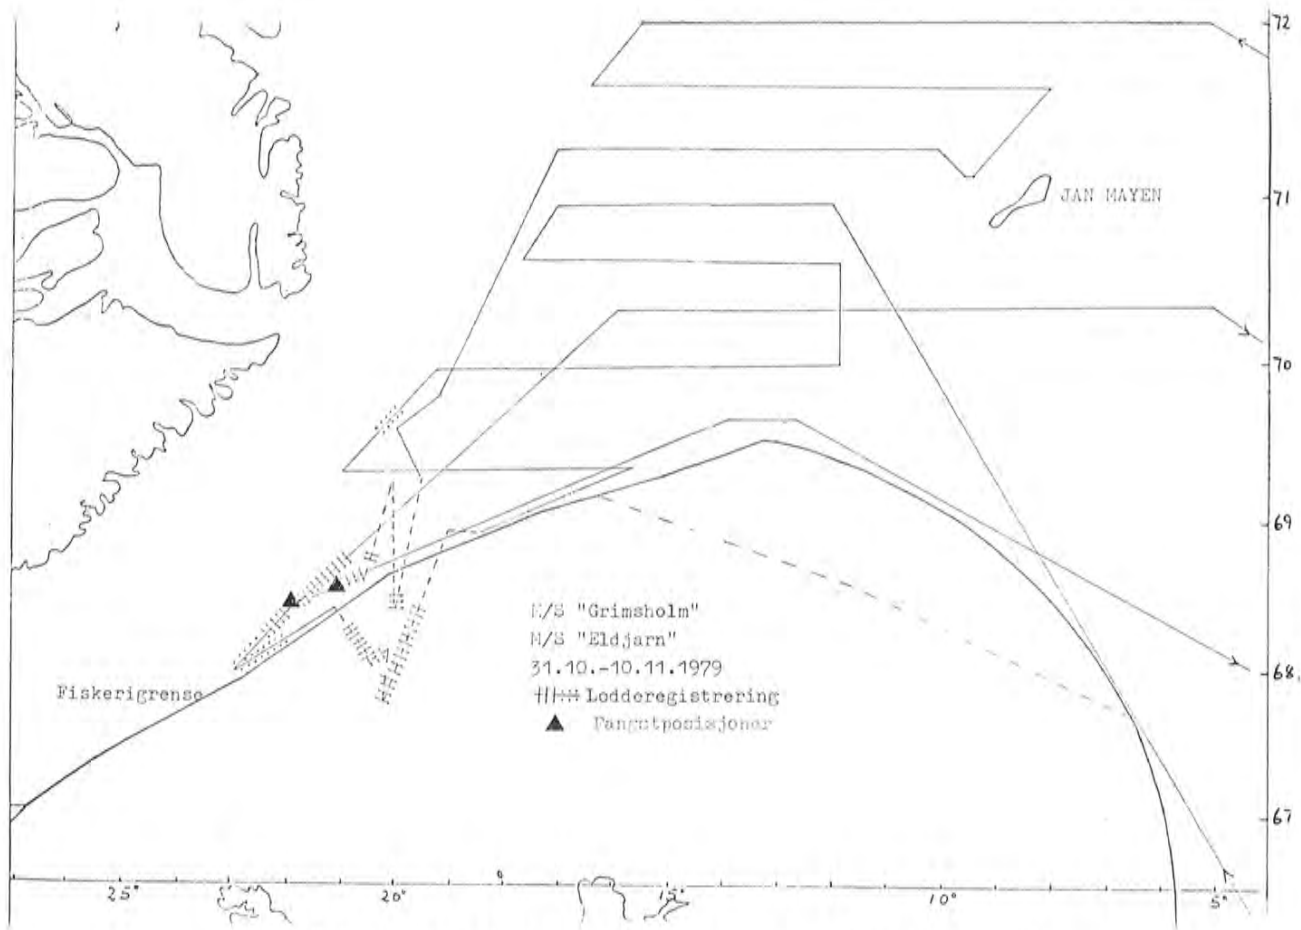 72
71
JAN MAYEN
70
69
M/S "Grimsholm"
M/S "Eldjarn"
31.10.-10.11.1979
Lodderegistrering
Fangstposisjoner
Fiskerigrense
68
67
25°
20°
15°
10°
5°